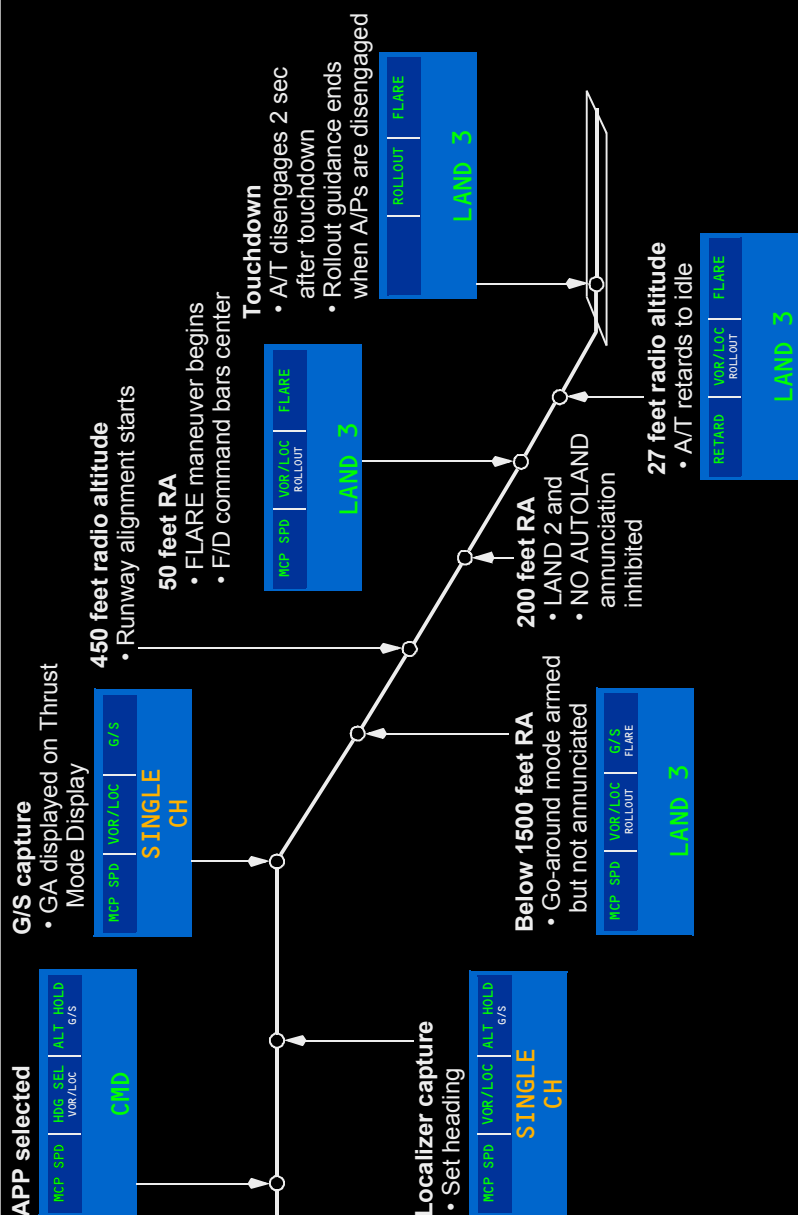 APP selected
MCP SPD HDG SEL ALT HOLD
VOR/LOC G/S
CMD
Localizer capture
• Set heading
MCP SPD VOR/LOC ALT HOLD
G/S
SINGLE
CH
G/S capture
• GA displayed on Thrust
Mode Display
MCP SPD VOR/LOC G/S
SINGLE
CH
Below 1500 feet RA
• Go-around mode armed
but not annunciated
MCP SPD VOR/LOC G/S
ROLLOUT FLARE
LAND 3
450 feet radio altitude
• Runway alignment starts
200 feet RA
• LAND 2 and
• NO AUTOLAND
annunciation
inhibited
50 feet RA
• FLARE maneuver begins
• F/D command bars center
MCP SPD VOR/LOC FLARE
ROLLOUT
LAND 3
27 feet radio altitude
• A/T retards to idle
RETARD VOR/LOC FLARE
ROLLOUT
LAND 3
Touchdown
• A/T disengages 2 sec
after touchdown
• Rollout guidance ends
when A/Ps are disengaged
ROLLOUT FLARE
LAND 3